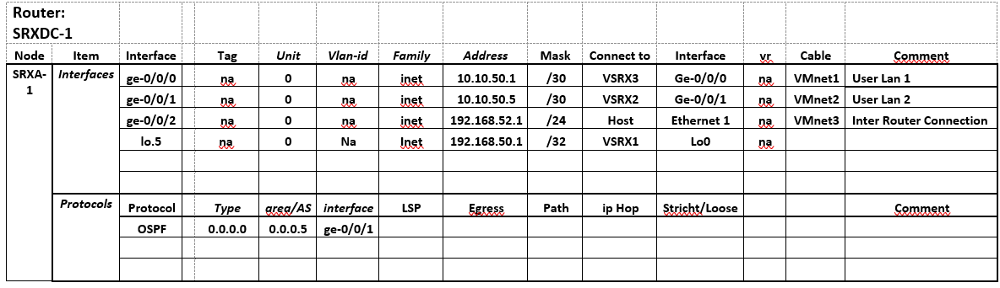 Router:
SRXDC-1
Node Item Interface Tag Unit Vlan-id Family Address Mask Connect to Interface vr Cable Comment
SRXA-1 Interfaces ge-0/0/0 na 0 na inet 10.10.50.1 /30 VSRX3 Ge-0/0/0 na VMnet1 User Lan 1
ge-0/0/1 na 0 na inet 10.10.50.5 /30 VSRX2 Ge-0/0/1 na VMnet2 User Lan 2
ge-0/0/2 na 0 na inet 192.168.52.1 /24 Host Ethernet 1 na VMnet3 Inter Router Connection
lo.5 na 0 Na Inet 192.168.50.1 /32 VSRX1 Lo0 na
Protocols Protocol Type area/AS interface LSP Egress Path ip Hop Stricht/Loose Comment
OSPF 0.0.0.0 0.0.0.5 ge-0/0/1